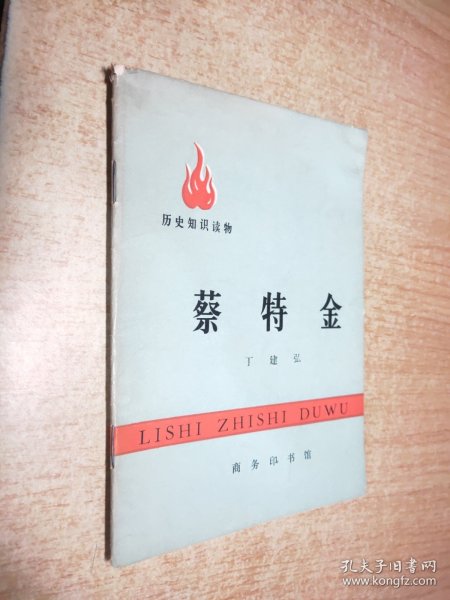 历史知识读物
蔡特金
丁建弘
LISHI ZHISHI DUWU
商务印书馆
孔夫子旧书网
www.kongfz.com